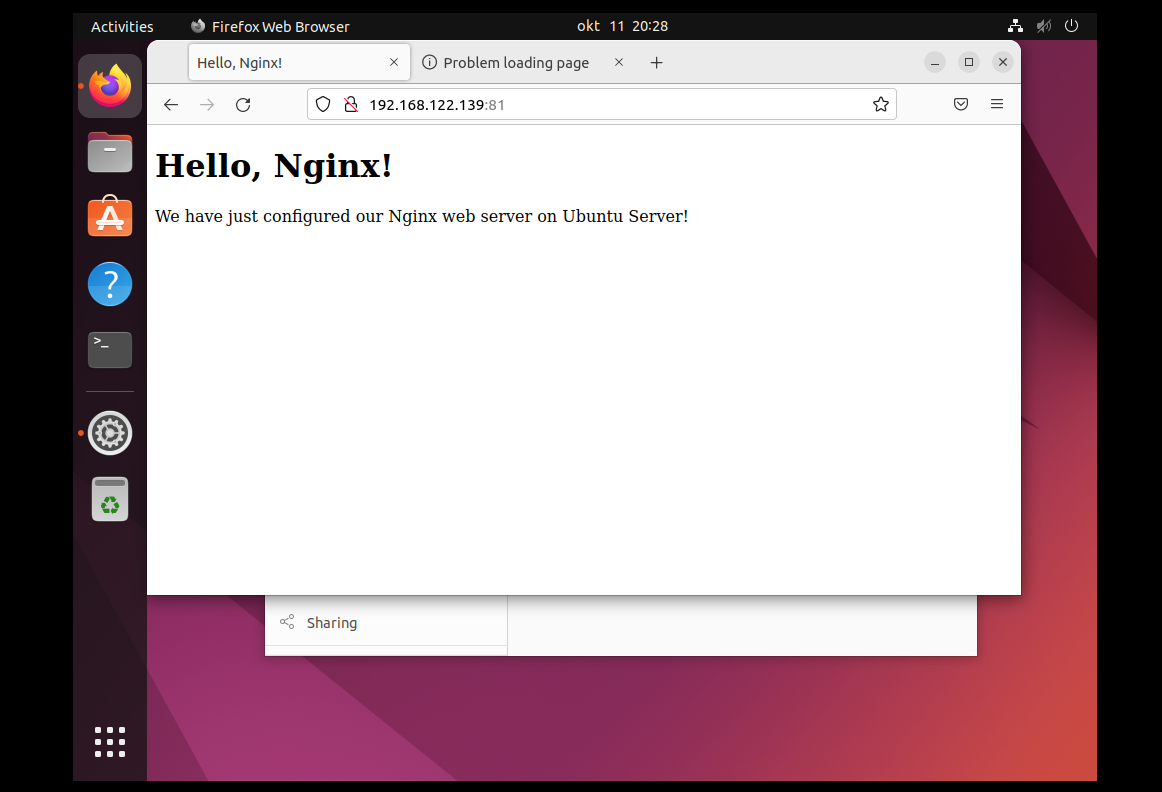 Activities
Firefox Web Browser
okt 11 20:28
Hello, Nginx!
Problem loading page
192.168.122.139:81
Hello, Nginx!
We have just configured our Nginx web server on Ubuntu Server!
>_
Sharing